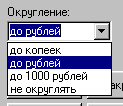 Округление:
до рублей
до копеек
до рублей
до 1000 рублей
не округлять